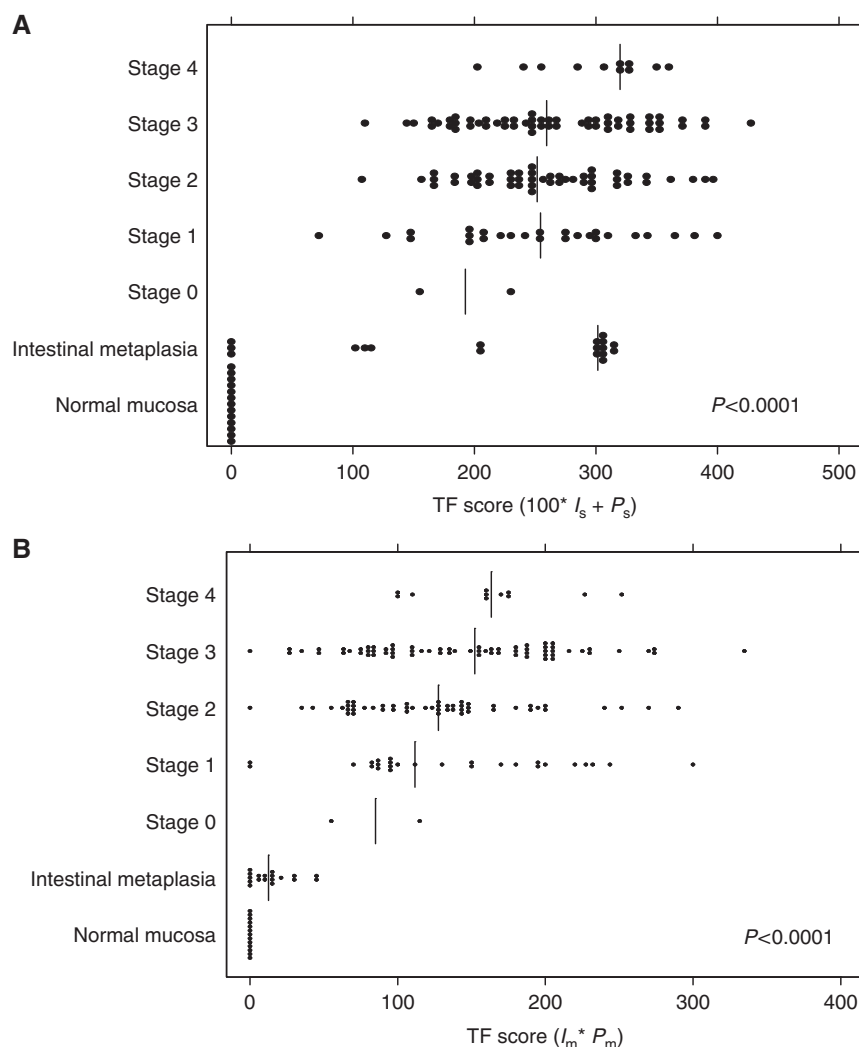 A
Stage 4
Stage 3
Stage 2
Stage 1
Stage 0
Intestinal metaplasia
Normal mucosa
P<0.0001
0 100 200 300 400 500
TF score (100* Is + Ps)
B
Stage 4
Stage 3
Stage 2
Stage 1
Stage 0
Intestinal metaplasia
Normal mucosa
P<0.0001
0 100 200 300 400
TF score (Im* Pm)